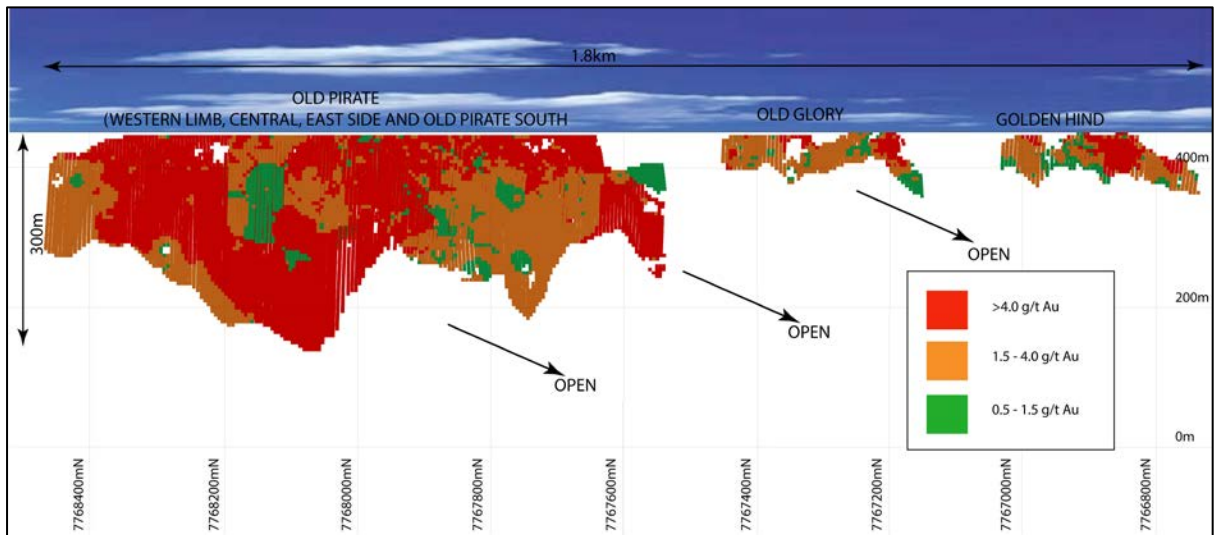 1.8km
OLD PIRATE
(WESTERN LIMB, CENTRAL, EAST SIDE AND OLD PIRATE SOUTH
OLD GLORY
GOLDEN HIND
400m
300m
OPEN
200m
OPEN
OPEN
>4.0 g/t Au
1.5 - 4.0 g/t Au
0.5 - 1.5 g/t Au
0m
7768400mN
7768200mN
7768000mN
7767800mN
7767600mN
7767400mN
7767200mN
7767000mN
7766800mN